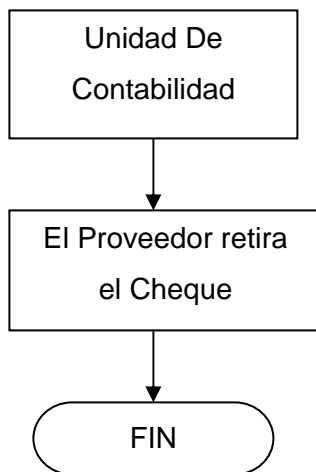 Unidad De
Contabilidad
El Proveedor retira
el Cheque
FIN